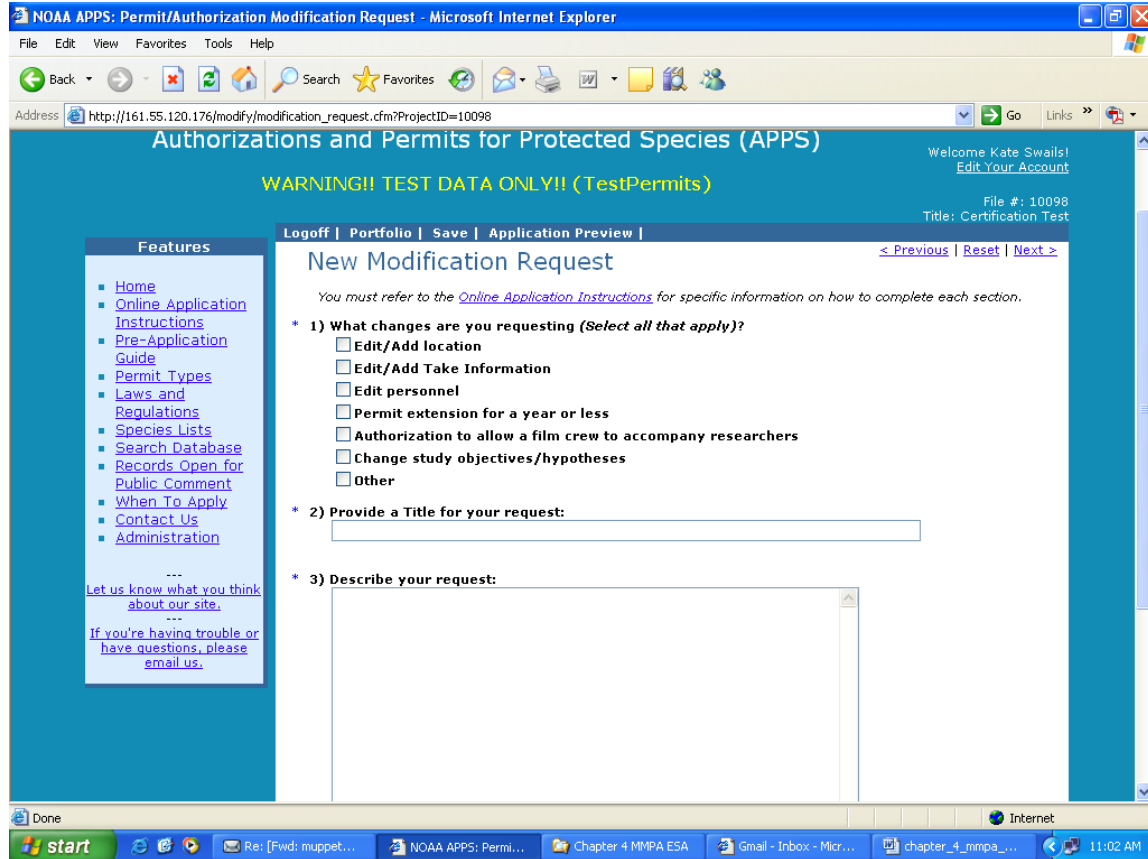 NOAA APPS: Permit/Authorization Modification Request - Microsoft Internet Explorer
File Edit View Favorites Tools Help
Back Search Favorites
Address http://161.55.120.176/modify/modification_request.cfm?ProjectID=10098 Go Links »
Authorizations and Permits for Protected Species (APPS)
WARNING!! TEST DATA ONLY!! (TestPermits)
Welcome Kate Swails!
Edit Your Account
File #: 10098
Title: Certification Test
Logoff | Portfolio | Save | Application Preview |
Features
Home
Online Application
Instructions
Pre-Application
Guide
Permit Types
Laws and
Regulations
Species Lists
Search Database
Records Open for
Public Comment
When To Apply
Contact Us
Administration
---
Let us know what you think
about our site.
---
If you're having trouble or
have questions, please
email us.
< Previous | Reset | Next >
New Modification Request
You must refer to the Online Application Instructions for specific information on how to complete each section.
* 1) What changes are you requesting (Select all that apply)?
Edit/Add location
Edit/Add Take Information
Edit personnel
Permit extension for a year or less
Authorization to allow a film crew to accompany researchers
Change study objectives/hypotheses
Other
* 2) Provide a Title for your request:
* 3) Describe your request:
Done Internet
start Re: [Fwd: muppet... NOAA APPS: Permi... Chapter 4 MMPA ESA Gmail - Inbox - Micr... chapter_4_mmpa_... 11:02 AM